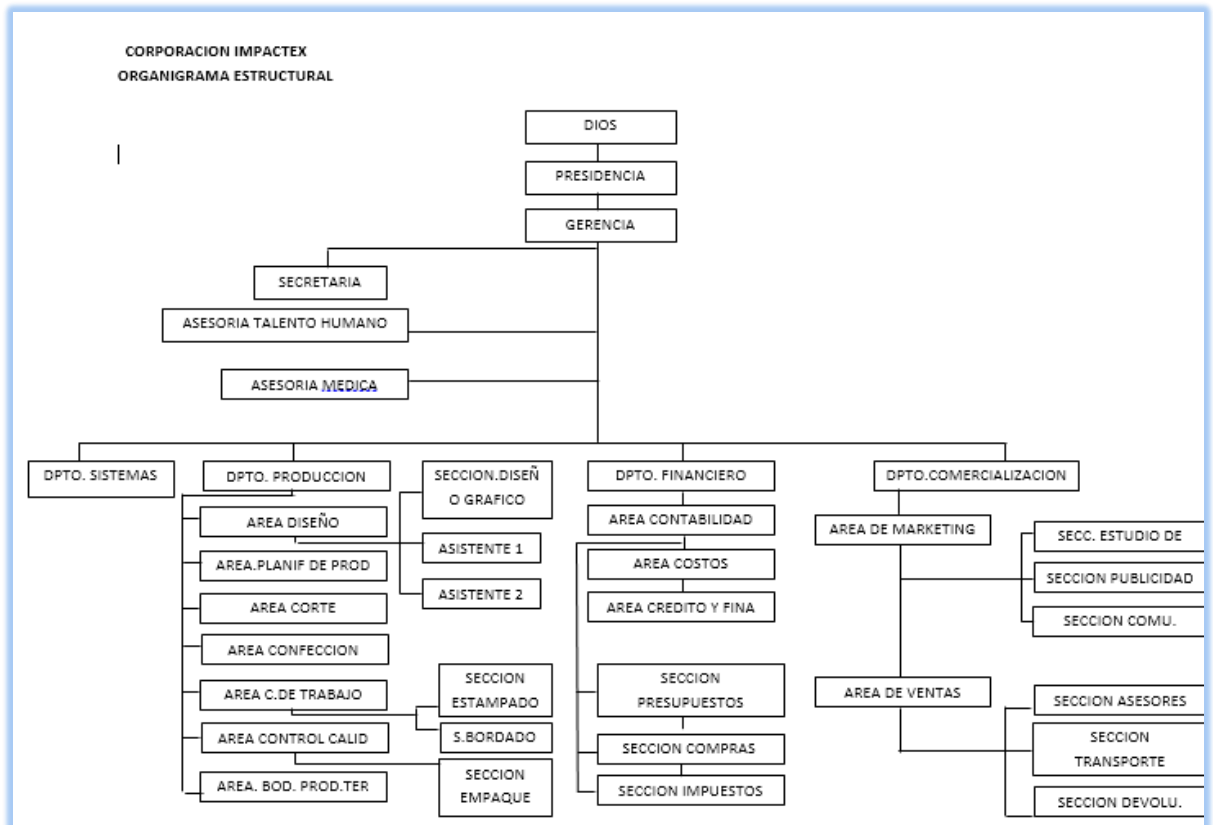 CORPORACION IMPACTEX
ORGANIGRAMA ESTRUCTURAL
DIOS
PRESIDENCIA
GERENCIA
SECRETARIA
ASESORIA TALENTO HUMANO
ASESORIA MEDICA
DPTO. SISTEMAS
DPTO. PRODUCCION
AREA DISEÑO
AREA.PLANIF DE PROD
AREA CORTE
AREA CONFECCION
AREA C.DE TRABAJO
AREA CONTROL CALID
AREA. BOD. PROD.TER
SECCION.DISEÑ
O GRAFICO
ASISTENTE 1
ASISTENTE 2
SECCION
ESTAMPADO
S.BORDADO
SECCION
EMPAQUE
DPTO. FINANCIERO
AREA CONTABILIDAD
AREA COSTOS
AREA CREDITO Y FINA
SECCION
PRESUPUESTOS
SECCION COMPRAS
SECCION IMPUESTOS
DPTO.COMERCIALIZACION
AREA DE MARKETING
SECC. ESTUDIO DE
SECCION PUBLICIDAD
SECCION COMU.
AREA DE VENTAS
SECCION ASESORES
SECCION
TRANSPORTE
SECCION DEVOLU.